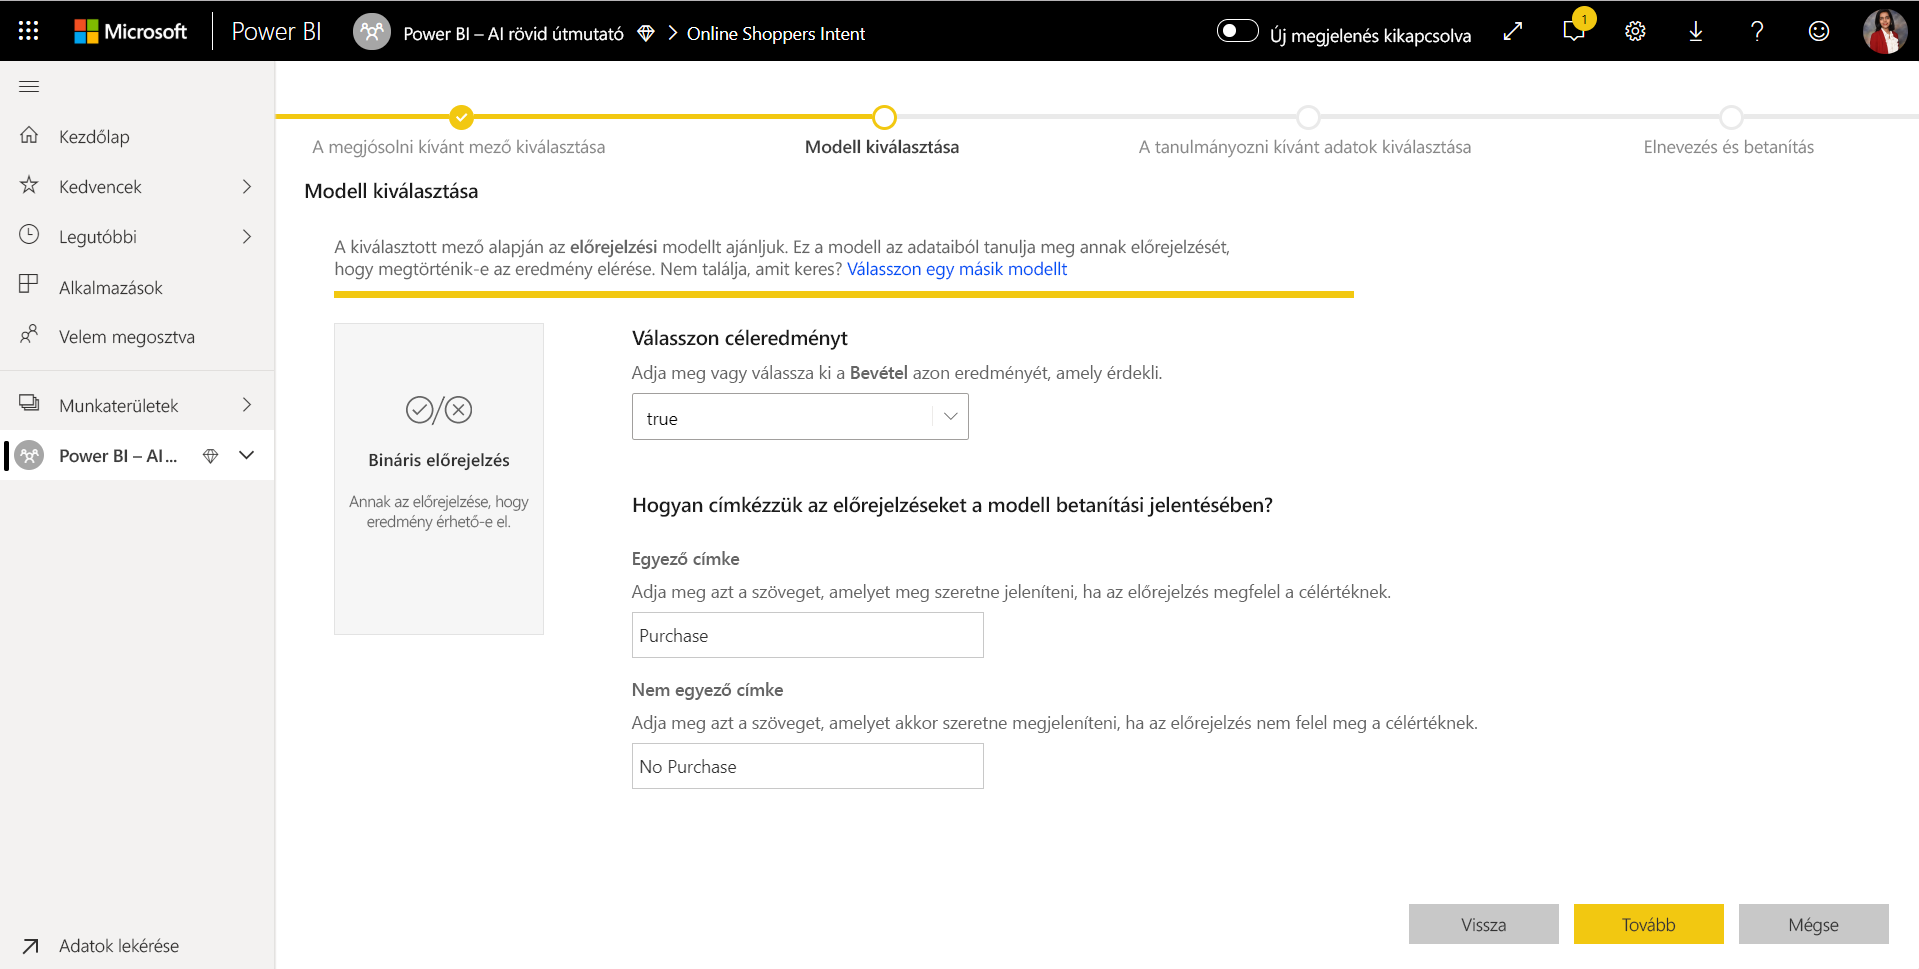 Microsoft
Power BI
Power BI – AI rövid útmutató
Online Shoppers Intent
Új megjelenés kikapcsolva
1
Kezdőlap
Kedvencek
Legutóbbi
Alkalmazások
Velem megosztva
Munkaterületek
Power BI – AI...
Adatok lekérése
A megjósolni kívánt mező kiválasztása
Modell kiválasztása
A tanulmányozni kívánt adatok kiválasztása
Elnevezés és betanítás
Modell kiválasztása
A kiválasztott mező alapján az előrejelzési modellt ajánljuk. Ez a modell az adataiból tanulja meg annak előrejelzését,
hogy megtörténik-e az eredmény elérése. Nem találja, amit keres? Válasszon egy másik modellt
Bináris előrejelzés
Annak az előrejelzése, hogy
eredmény érhető-e el.
Válasszon céleredményt
Adja meg vagy válassza ki a Bevétel azon eredményét, amely érdekli.
true
Hogyan címkézzük az előrejelzéseket a modell betanítási jelentésében?
Egyező címke
Adja meg azt a szöveget, amelyet meg szeretne jeleníteni, ha az előrejelzés megfelel a célértéknek.
Purchase
Nem egyező címke
Adja meg azt a szöveget, amelyet akkor szeretne megjeleníteni, ha az előrejelzés nem felel meg a célértéknek.
No Purchase
Vissza
Tovább
Mégse